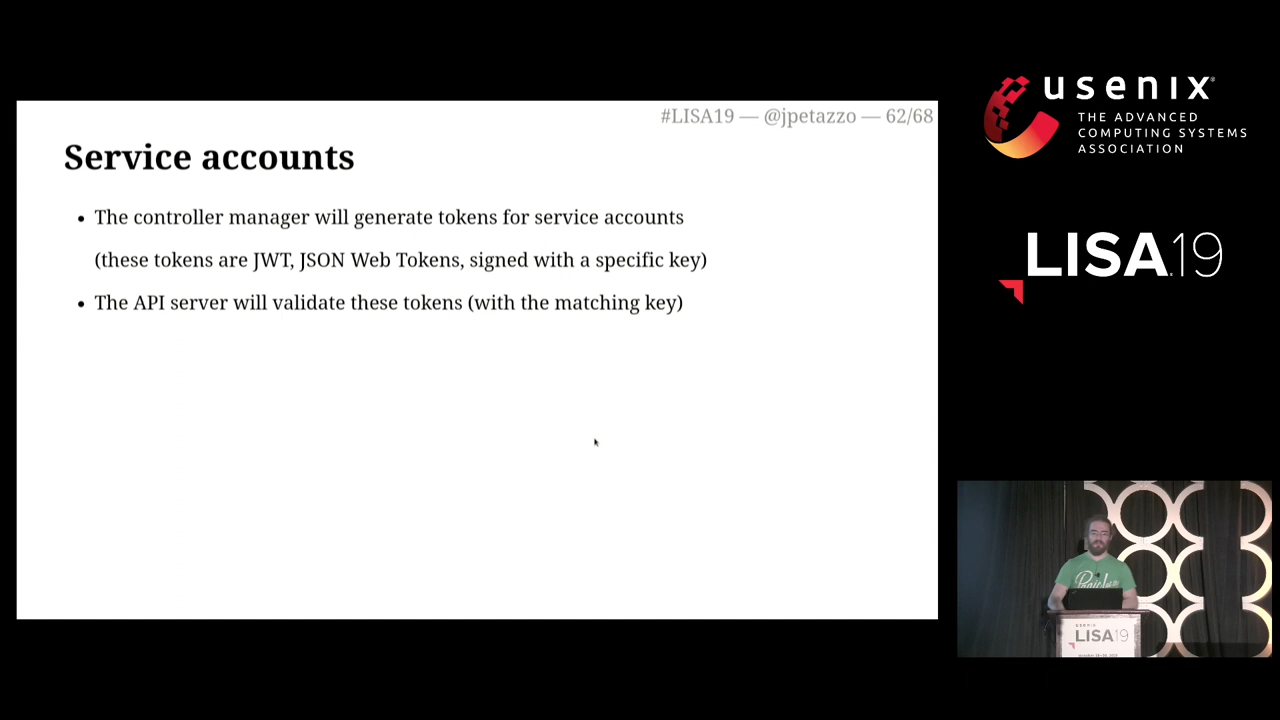 #LISA19 — @jpetazzo — 62/68
Service accounts
• The controller manager will generate tokens for service accounts
(these tokens are JWT, JSON Web Tokens, signed with a specific key)
• The API server will validate these tokens (with the matching key)
usenix®
THE ADVANCED
COMPUTING SYSTEMS
ASSOCIATION
LISA19
usenix
LISA19